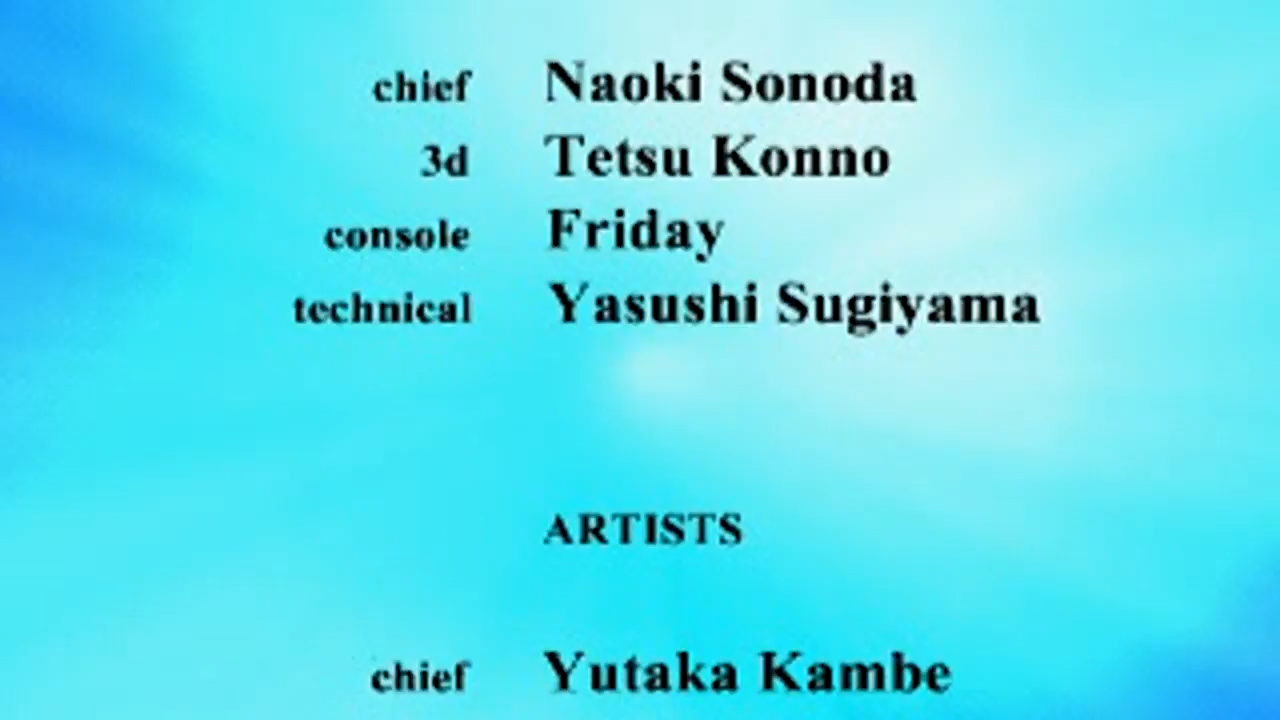 chief Naoki Sonoda
3d Tetsu Konno
console Friday
technical Yasushi Sugiyama
ARTISTS
chief Yutaka Kambe